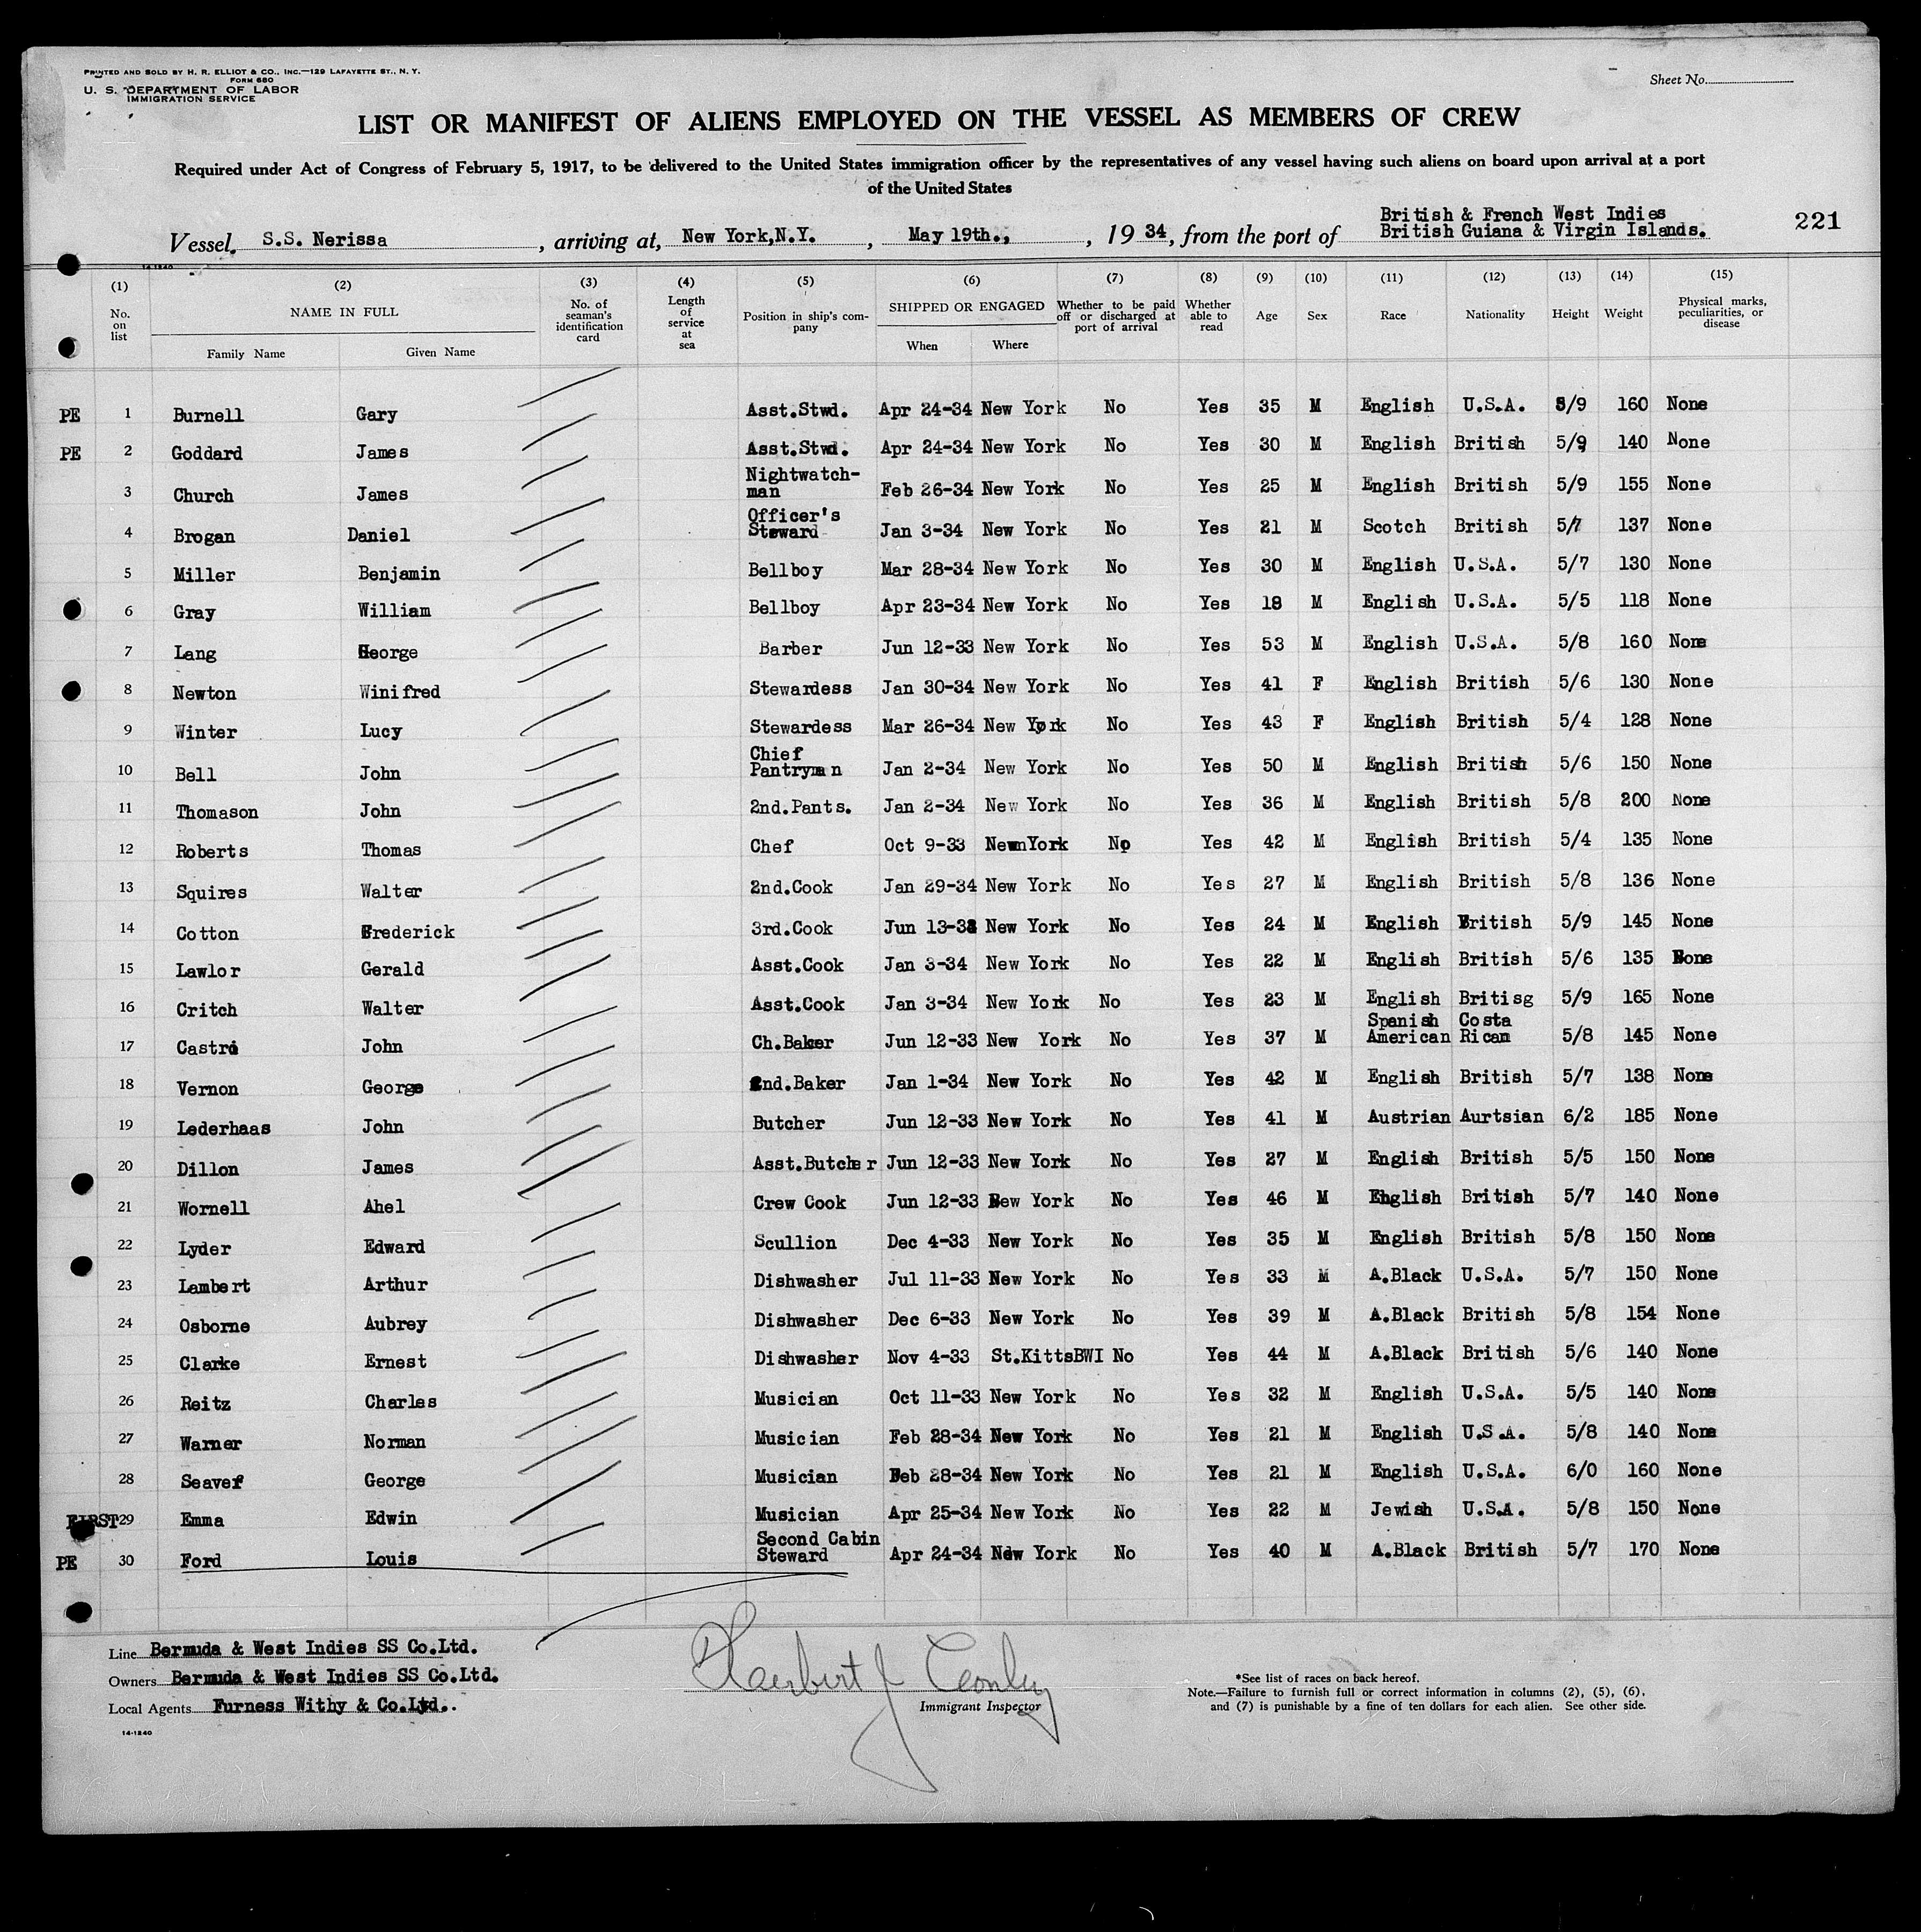 PRINTED AND SOLD BY H. R. ELLIOT & CO., INC.—129 LAFAYETTE ST., N. Y.
FORM 680
U. S. DEPARTMENT OF LABOR
IMMIGRATION SERVICE
Sheet No.
LIST OR MANIFEST OF ALIENS EMPLOYED ON THE VESSEL AS MEMBERS OF CREW
Required under Act of Congress of February 5, 1917, to be delivered to the United States immigration officer by the representatives of any vessel having such aliens on board upon arrival at a port
of the United States
British & French West Indies
Vessel, S.S. Nerissa, arriving at, New York,N.Y., May 19th., , 19 34, from the port of British Guiana & Virgin Islands. 221
14-1240
(1) (2) (3) (4) (5) (6) (7) (8) (9) (10) (11) (12) (13) (14) (15)
No. on list NAME IN FULL Family Name Given Name No. of seaman's identification card Length of service at sea Position in ship's company SHIPPED OR ENGAGED When Where Whether to be paid off or discharged at port of arrival Whether able to read Age Sex Race Nationality Height Weight Physical marks, peculiarities, or disease
PE 1 Burnell Gary Asst.Stwd. Apr 24-34 New York No Yes 35 M English U.S.A. 5/9 160 None
PE 2 Goddard James Asst.Stwd. Apr 24-34 New York No Yes 30 M English British 5/9 140 None
3 Church James Nightwatch-man Feb 26-34 New York No Yes 25 M English British 5/9 155 None
4 Brogan Daniel Officer's Steward Jan 3-34 New York No Yes 21 M Scotch British 5/7 137 None
5 Miller Benjamin Bellboy Mar 28-34 New York No Yes 30 M English U.S.A. 5/7 130 None
6 Gray William Bellboy Apr 23-34 New York No Yes 18 M English U.S.A. 5/5 118 None
7 Lang George Barber Jun 12-33 New York No Yes 53 M English U.S.A. 5/8 160 None
8 Newton Winifred Stewardess Jan 30-34 New York No Yes 41 F English British 5/6 130 None
9 Winter Lucy Stewardess Mar 26-34 New York No Yes 43 F English British 5/4 128 None
10 Bell John Chief Pantryman Jan 2-34 New York No Yes 50 M English British 5/6 150 None
11 Thomason John 2nd.Pants. Jan 2-34 New York No Yes 36 M English British 5/8 200 None
12 Roberts Thomas Chef Oct 9-33 New York No Yes 42 M English British 5/4 135 None
13 Squires Walter 2nd.Cook Jan 29-34 New York No Yes 27 M English British 5/8 136 None
14 Cotton Frederick 3rd.Cook Jun 13-33 New York No Yes 24 M English British 5/9 145 None
15 Lawlor Gerald Asst.Cook Jan 3-34 New York No Yes 22 M English British 5/6 135 None
16 Critch Walter Asst.Cook Jan 3-34 New York No Yes 23 M English Britisg 5/9 165 None
17 Castro John Ch.Baker Jun 12-33 New York No Yes 37 M Spanish American Costa Rican 5/8 145 None
18 Vernon George 2nd.Baker Jan 1-34 New York No Yes 42 M English British 5/7 138 None
19 Lederhaas John Butcher Jun 12-33 New York No Yes 41 M Austrian Aurtsian 6/2 185 None
20 Dillon James Asst.Butcher Jun 12-33 New York No Yes 27 M English British 5/5 150 None
21 Wornell Ahel Crew Cook Jun 12-33 New York No Yes 46 M English British 5/7 140 None
22 Lyder Edward Scullion Dec 4-33 New York No Yes 35 M English British 5/8 150 None
23 Lambert Arthur Dishwasher Jul 11-33 New York No Yes 33 M A.Black U.S.A. 5/7 150 None
24 Osborne Aubrey Dishwasher Dec 6-33 New York No Yes 39 M A.Black British 5/8 154 None
25 Clarke Ernest Dishwasher Nov 4-33 St.KittsBWI No Yes 44 M A.Black British 5/6 140 None
26 Reitz Charles Musician Oct 11-33 New York No Yes 32 M English U.S.A. 5/5 140 None
27 Warner Norman Musician Feb 28-34 New York No Yes 21 M English U.S.A. 5/8 140 None
28 Seaver George Musician Feb 28-34 New York No Yes 21 M English U.S.A. 6/0 160 None
FIRST 29 Emma Edwin Musician Apr 25-34 New York No Yes 22 M Jewish U.S.A. 5/8 150 None
PE 30 Ford Louis Second Cabin Steward Apr 24-34 New York No Yes 40 M A.Black British 5/7 170 None
Line Bermuda & West Indies SS Co.Ltd.
Owners Bermuda & West Indies SS Co.Ltd.
Local Agents Furness Withy & Co.Ltd..
14-1240
Herbert J Conley
Immigrant Inspector
*See list of races on back hereof.
Note.—Failure to furnish full or correct information in columns (2), (5), (6),
and (7) is punishable by a fine of ten dollars for each alien. See other side.